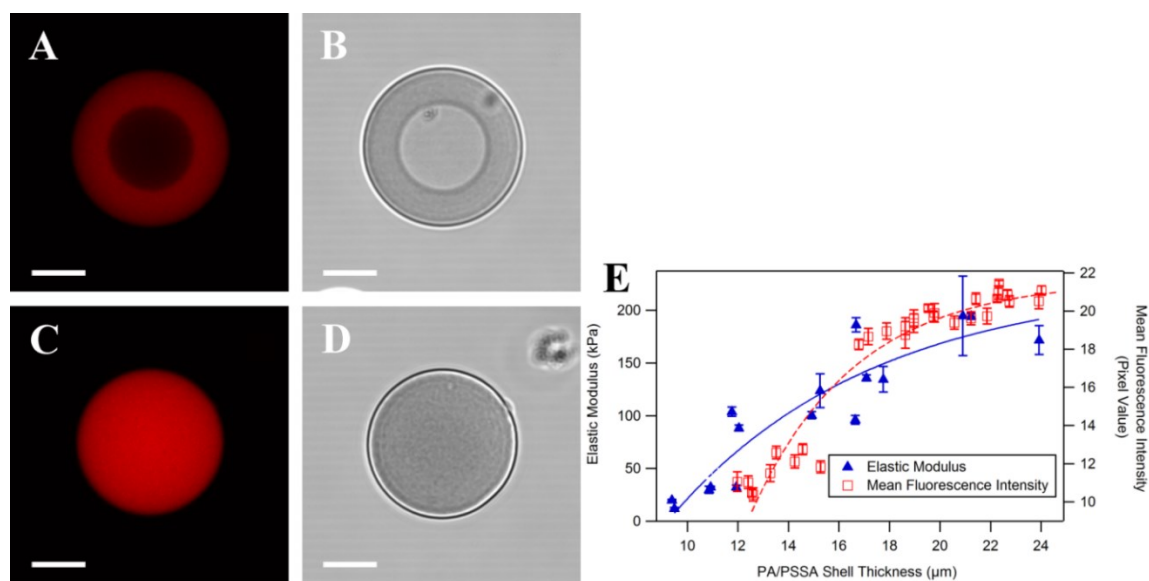 A
B
C
D
E
200
150
100
50
0
Elastic Modulus (kPa)
22
20
18
16
14
12
10
Mean Fluorescence Intensity
(Pixel Value)
Elastic Modulus
Mean Fluorescence Intensity
10 12 14 16 18 20 22 24
PA/PSSA Shell Thickness (µm)